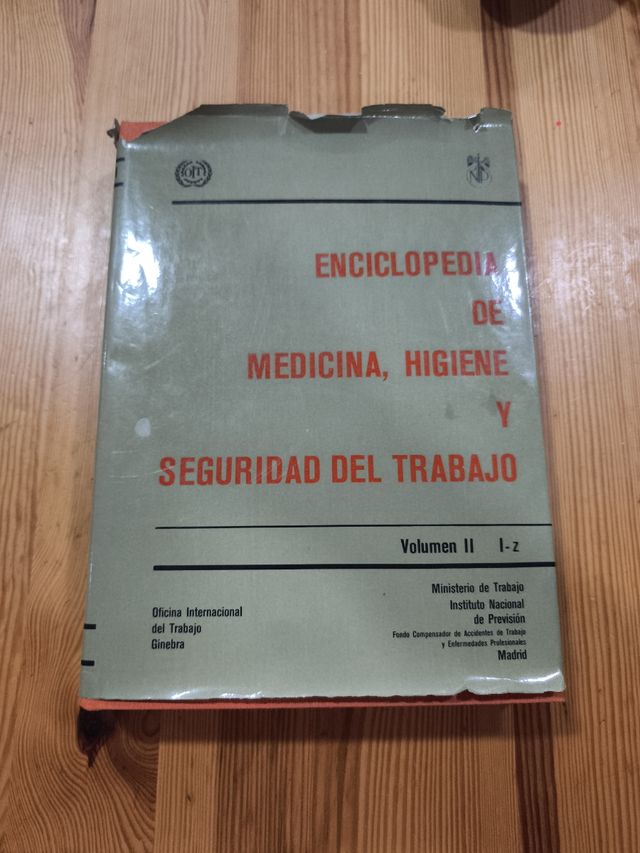 OIT
ENCICLOPEDIA
DE
MEDICINA, HIGIENE
Y
SEGURIDAD DEL TRABAJO
Volumen II I-z
Oficina Internacional
del Trabajo
Ginebra
Ministerio de Trabajo
Instituto Nacional
de Previsión
Fondo Compensador de Accidentes de Trabajo
y Enfermedades Profesionales
Madrid